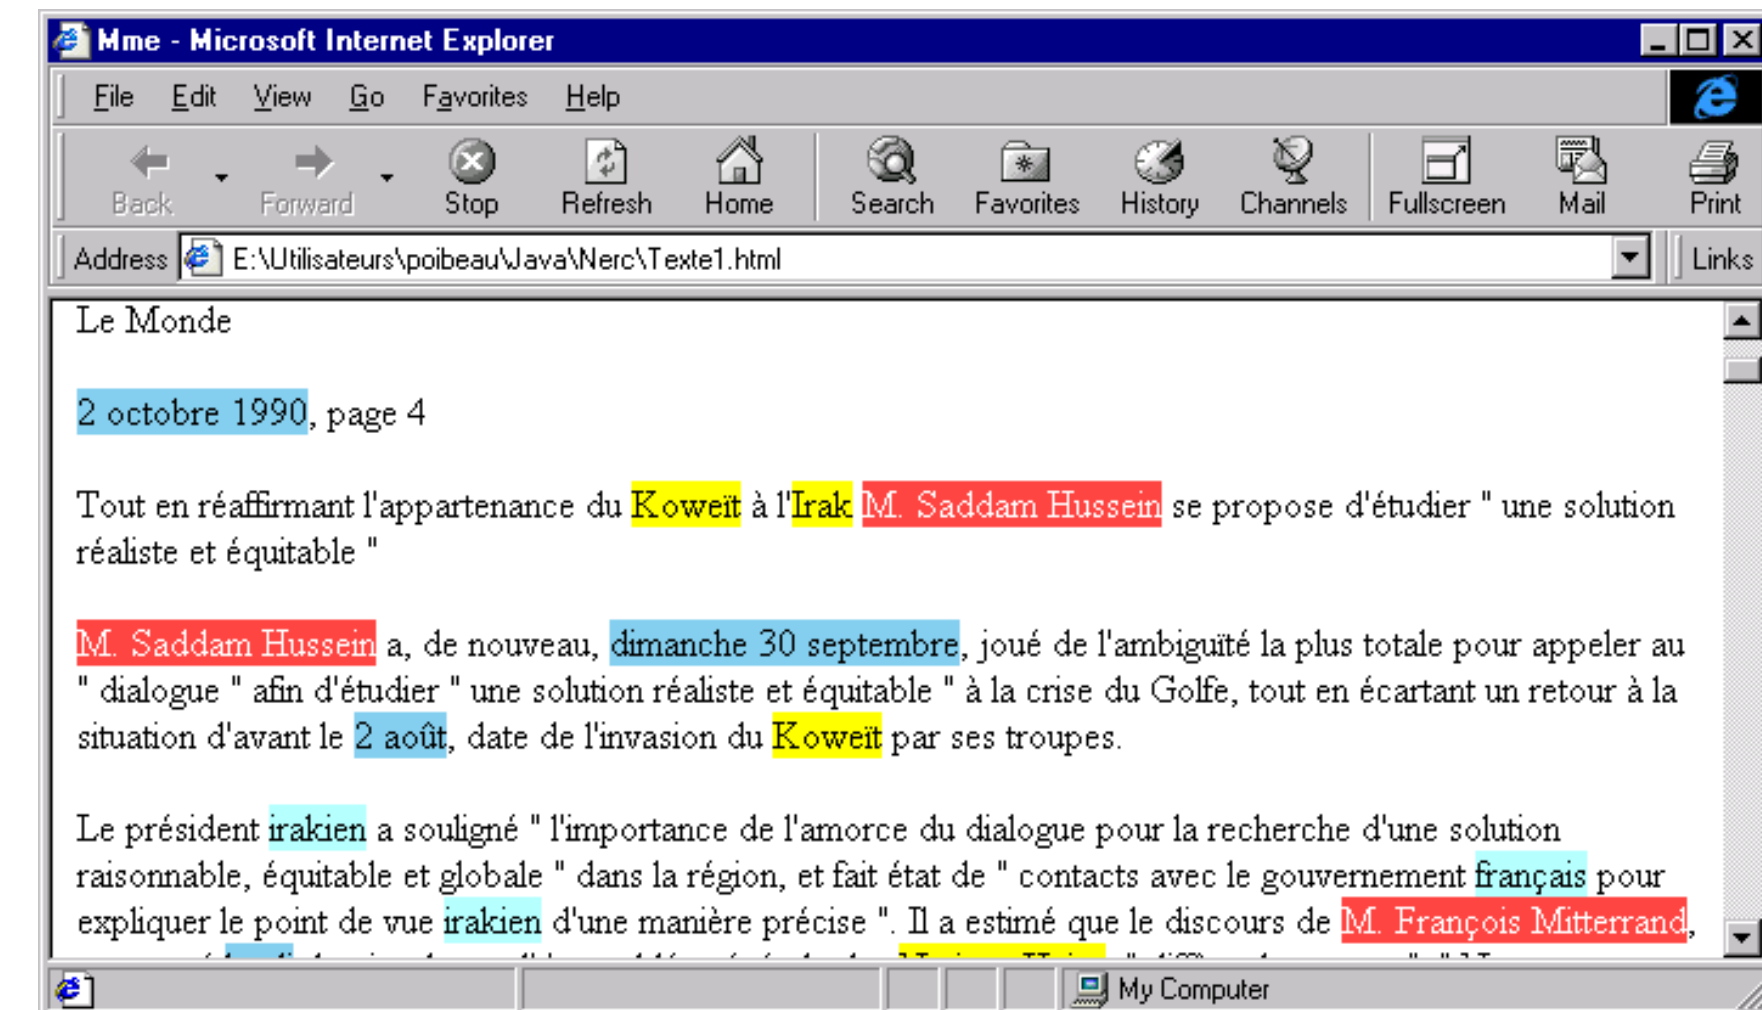 Mme - Microsoft Internet Explorer
File Edit View Go Favorites Help
Back Forward Stop Refresh Home Search Favorites History Channels Fullscreen Mail Print
Address E:\Utilisateurs\poibeau\Java\Nerc\Texte1.html Links
Le Monde
2 octobre 1990, page 4
Tout en réaffirmant l'appartenance du Koweït à l'Irak M. Saddam Hussein se propose d'étudier " une solution
réaliste et équitable "
M. Saddam Hussein a, de nouveau, dimanche 30 septembre, joué de l'ambiguïté la plus totale pour appeler au
" dialogue " afin d'étudier " une solution réaliste et équitable " à la crise du Golfe, tout en écartant un retour à la
situation d'avant le 2 août, date de l'invasion du Koweït par ses troupes.
Le président irakien a souligné " l'importance de l'amorce du dialogue pour la recherche d'une solution
raisonnable, équitable et globale " dans la région, et fait état de " contacts avec le gouvernement français pour
expliquer le point de vue irakien d'une manière précise ". Il a estimé que le discours de M. François Mitterrand,
My Computer